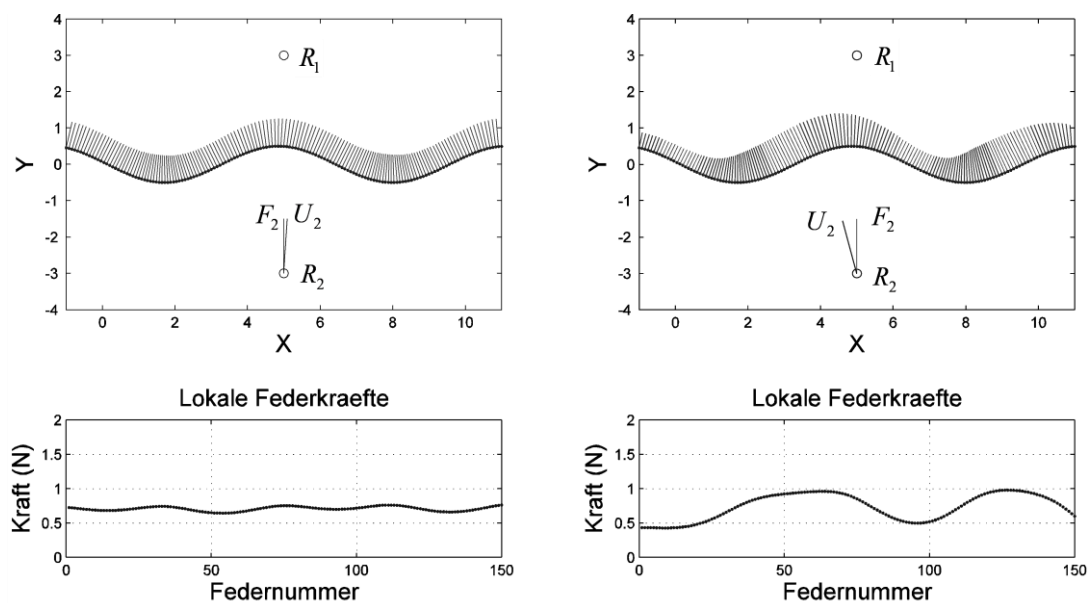 4
3
2
1
0
-1
-2
-3
-4
Y
R₁
F₂ U₂
R₂
0 2 4 6 8 10
X
4
3
2
1
0
-1
-2
-3
-4
Y
R₁
U₂ F₂
R₂
0 2 4 6 8 10
X
Lokale Federkraefte
2
1.5
1
0.5
0
Kraft (N)
0 50 100 150
Federnummer
Lokale Federkraefte
2
1.5
1
0.5
0
Kraft (N)
0 50 100 150
Federnummer